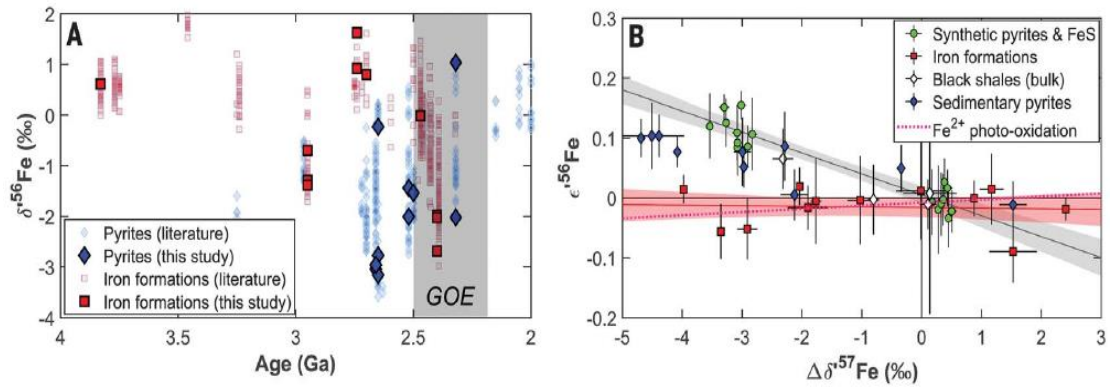 A
δ'⁵⁶Fe (‰)
2
1
0
-1
-2
-3
-4
Pyrites (literature)
Pyrites (this study)
Iron formations (literature)
Iron formations (this study)
GOE
4
3.5
3
2.5
2
Age (Ga)
B
ε'⁵⁶Fe
0.3
0.2
0.1
0
-0.1
-0.2
Synthetic pyrites & FeS
Iron formations
Black shales (bulk)
Sedimentary pyrites
Fe²⁺ photo-oxidation
-5
-4
-3
-2
-1
0
1
2
3
Δδ'⁵⁷Fe (‰)